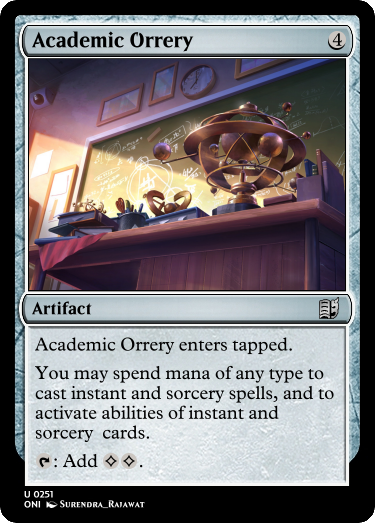 Academic Orrery 4
Artifact
Academic Orrery enters tapped.
You may spend mana of any type to
cast instant and sorcery spells, and to
activate abilities of instant and
sorcery cards.
: Add .
U 0251
ONI Surendra_Rajawat